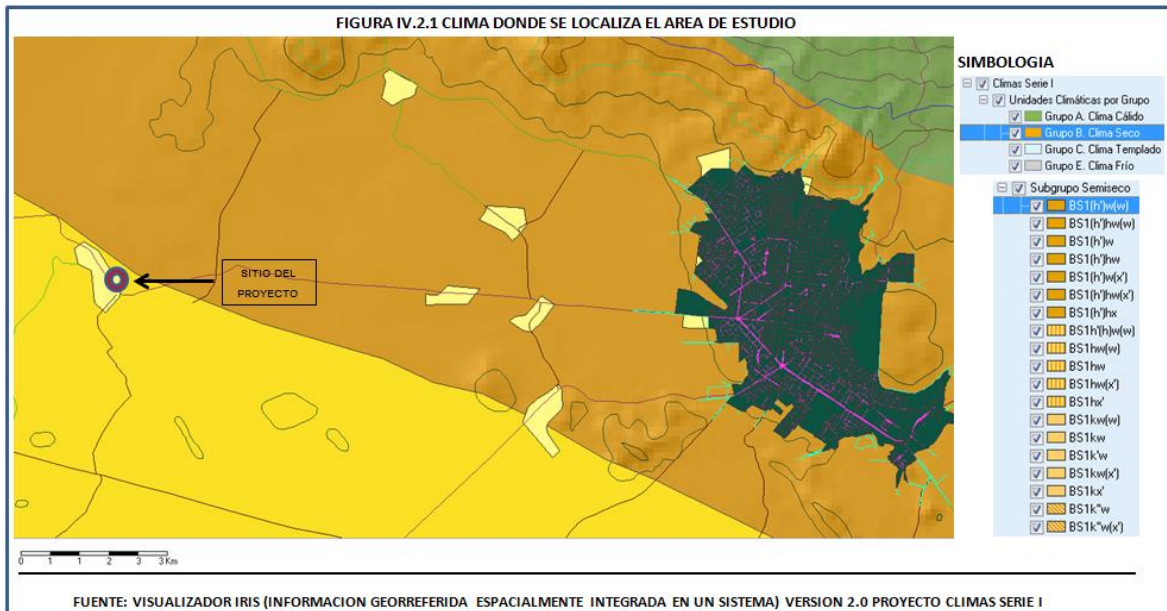 FIGURA IV.2.1 CLIMA DONDE SE LOCALIZA EL AREA DE ESTUDIO
SITIO DEL
PROYECTO
SIMBOLOGIA
Climas Serie I
Unidades Climáticas por Grupo
Grupo A. Clima Cálido
Grupo B. Clima Seco
Grupo C. Clima Templado
Grupo E. Clima Frío
Subgrupo Semiseco
BS1(h')w(w)
BS1(h')hw(w)
BS1(h')w
BS1(h')hw
BS1(h')w(x')
BS1(h')hw(x')
BS1(h')hx
BS1h'(h)w(w)
BS1hw(w)
BS1hw
BS1hw(x')
BS1hx'
BS1kw(w)
BS1kw
BS1k'w
BS1kw(x')
BS1kx'
BS1k"w
BS1k"w(x')
0 1 1 2 3 3 Km
FUENTE: VISUALIZADOR IRIS (INFORMACION GEORREFERIDA ESPACIALMENTE INTEGRADA EN UN SISTEMA) VERSION 2.0 PROYECTO CLIMAS SERIE I